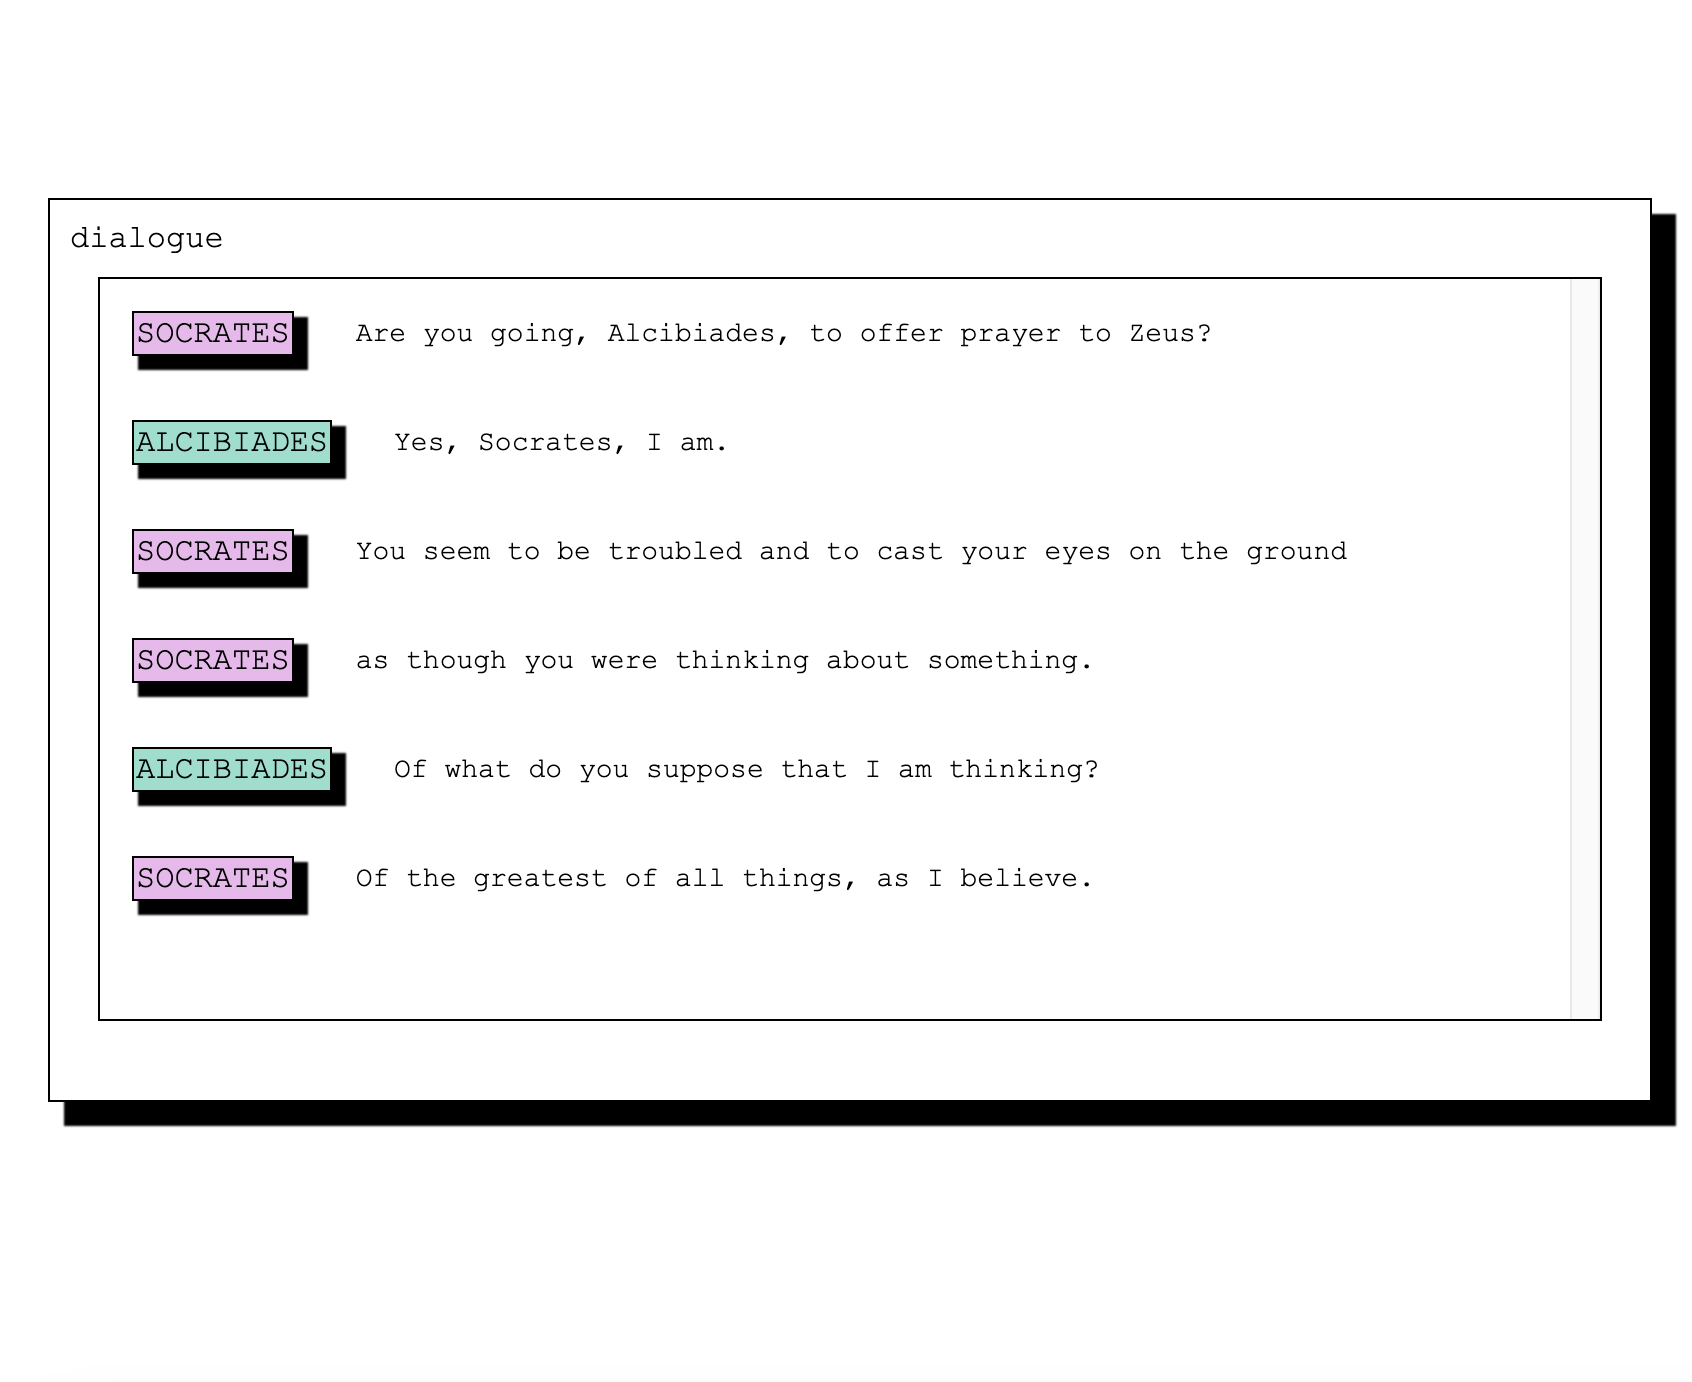 dialogue
SOCRATES Are you going, Alcibiades, to offer prayer to Zeus?
ALCIBIADES Yes, Socrates, I am.
SOCRATES You seem to be troubled and to cast your eyes on the ground
SOCRATES as though you were thinking about something.
ALCIBIADES Of what do you suppose that I am thinking?
SOCRATES Of the greatest of all things, as I believe.